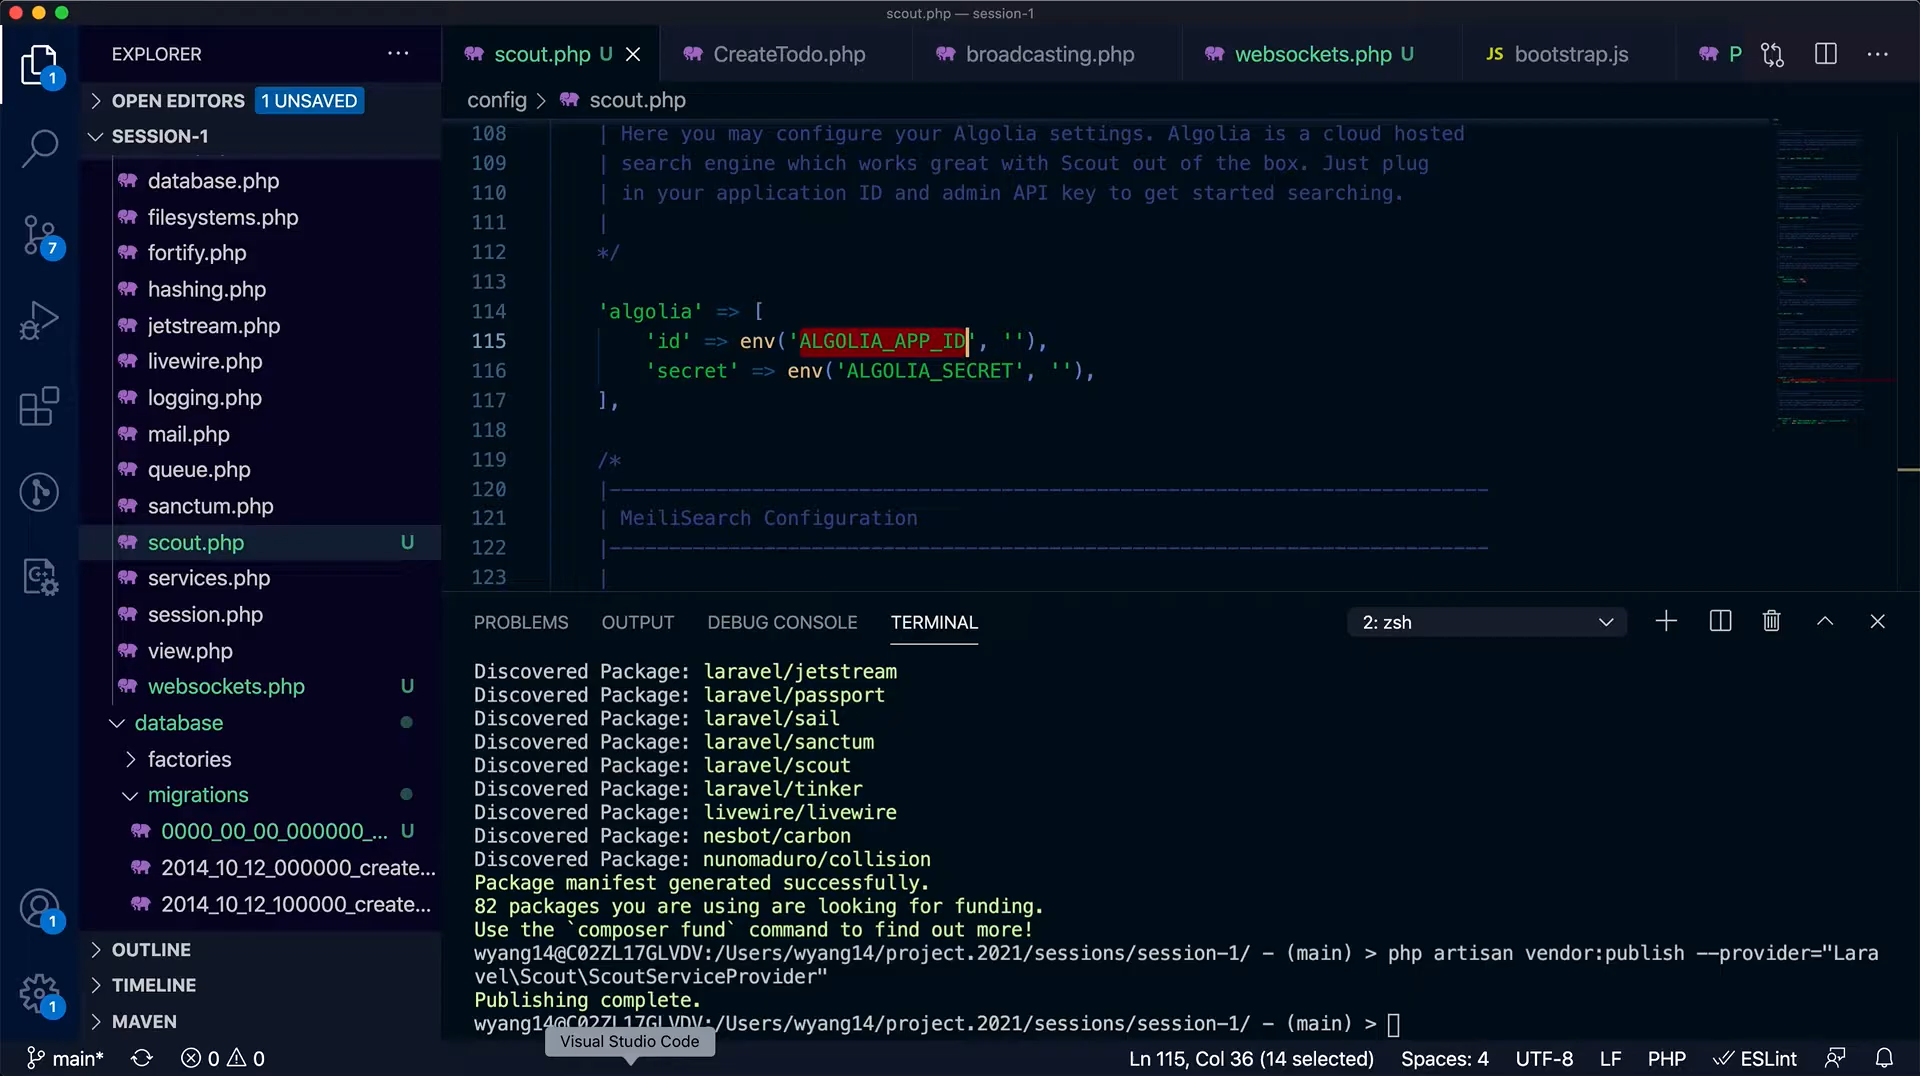 scout.php — session-1
1
EXPLORER
···
scout.php U
CreateTodo.php
broadcasting.php
websockets.php U
JS bootstrap.js
P
···
OPEN EDITORS 1 UNSAVED
SESSION-1
config > scout.php
database.php
filesystems.php
fortify.php
hashing.php
jetstream.php
livewire.php
logging.php
mail.php
queue.php
sanctum.php
scout.php U
services.php
session.php
view.php
websockets.php U
database
factories
migrations
0000_00_00_000000_... U
2014_10_12_000000_create...
2014_10_12_100000_create...
OUTLINE
TIMELINE
MAVEN
7
1
1
108 | Here you may configure your Algolia settings. Algolia is a cloud hosted
109 | search engine which works great with Scout out of the box. Just plug
110 | in your application ID and admin API key to get started searching.
111 |
112 */
113
114 'algolia' => [
115 'id' => env('ALGOLIA_APP_ID', ''),
116 'secret' => env('ALGOLIA_SECRET', ''),
117 ],
118
119 /*
120 |--------------------------------------------------------------------------
121 | MeiliSearch Configuration
122 |--------------------------------------------------------------------------
123 |
PROBLEMS OUTPUT DEBUG CONSOLE TERMINAL
2: zsh
Discovered Package: laravel/jetstream
Discovered Package: laravel/passport
Discovered Package: laravel/sail
Discovered Package: laravel/sanctum
Discovered Package: laravel/scout
Discovered Package: laravel/tinker
Discovered Package: livewire/livewire
Discovered Package: nesbot/carbon
Discovered Package: nunomaduro/collision
Package manifest generated successfully.
82 packages you are using are looking for funding.
Use the `composer fund` command to find out more!
wyang14@C02ZL17GLVDV:/Users/wyang14/project.2021/sessions/session-1/ - (main) > php artisan vendor:publish --provider="Lara
vel\Scout\ScoutServiceProvider"
Publishing complete.
wyang14@C02ZL17GLVDV:/Users/wyang14/project.2021/sessions/session-1/ - (main) >
Visual Studio Code
main*
0 0
Ln 115, Col 36 (14 selected)
Spaces: 4
UTF-8
LF
PHP
ESLint